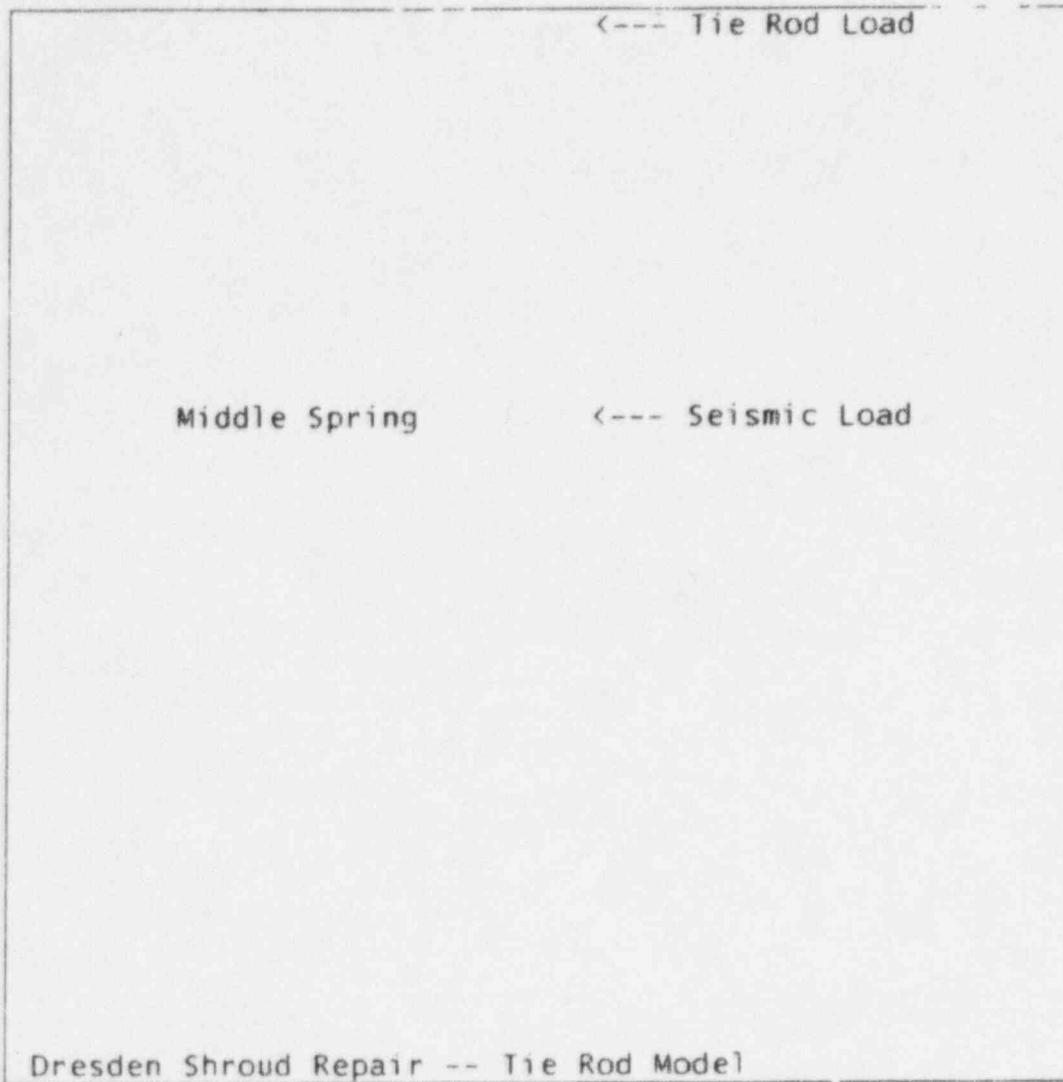 <--- Tie Rod Load
Middle Spring <--- Seismic Load
Dresden Shroud Repair -- Tie Rod Model